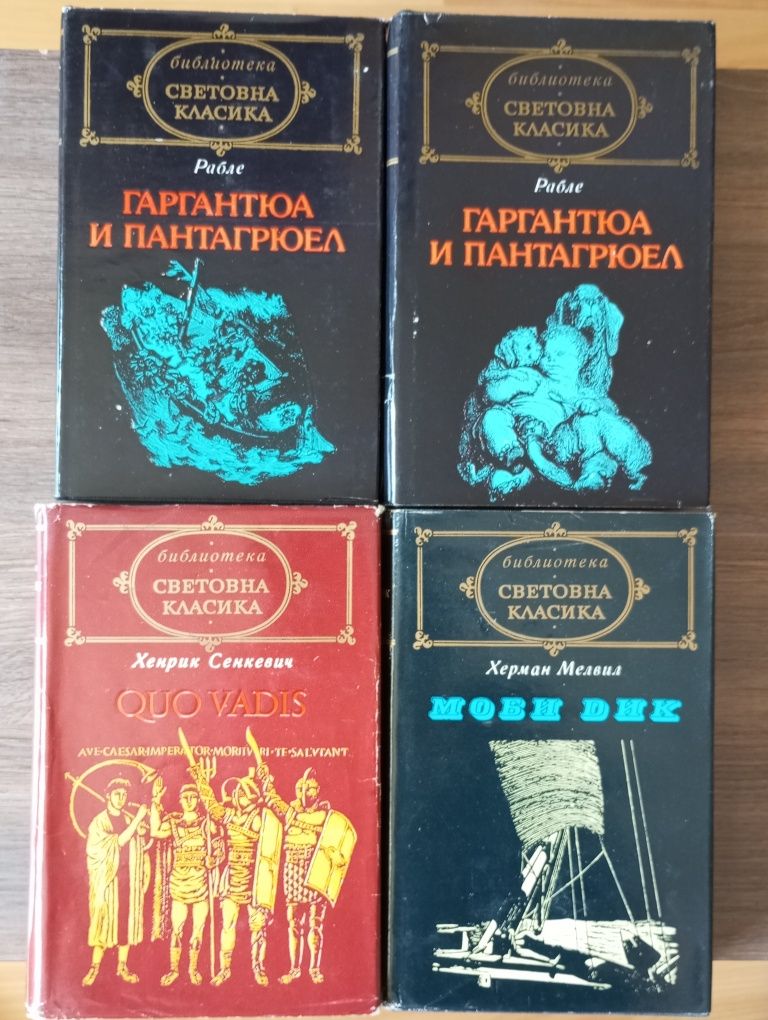 библиотека
СВЕТОВНА
КЛАСИКА
Рабле
ГАРГАНТЮА
И ПАНТАГРЮЕЛ
библиотека
СВЕТОВНА
КЛАСИКА
Рабле
ГАРГАНТЮА
И ПАНТАГРЮЕЛ
библиотека
СВЕТОВНА
КЛАСИКА
Хенрик Сенкевич
QUO VADIS
AVE·CAESAR·IMPERATOR·MORITVRI·TE·SALVTANT
библиотека
СВЕТОВНА
КЛАСИКА
Херман Мелвил
МОБИ ДИК